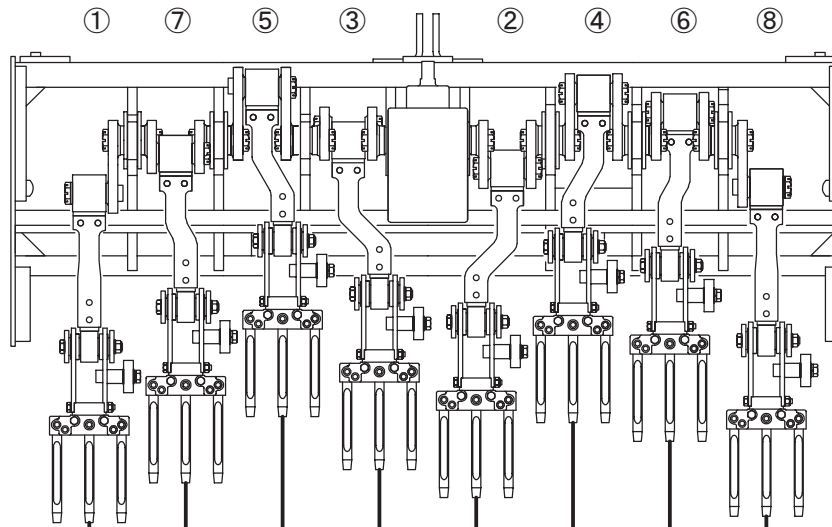 ① ⑦ ⑤ ③ ② ④ ⑥ ⑧